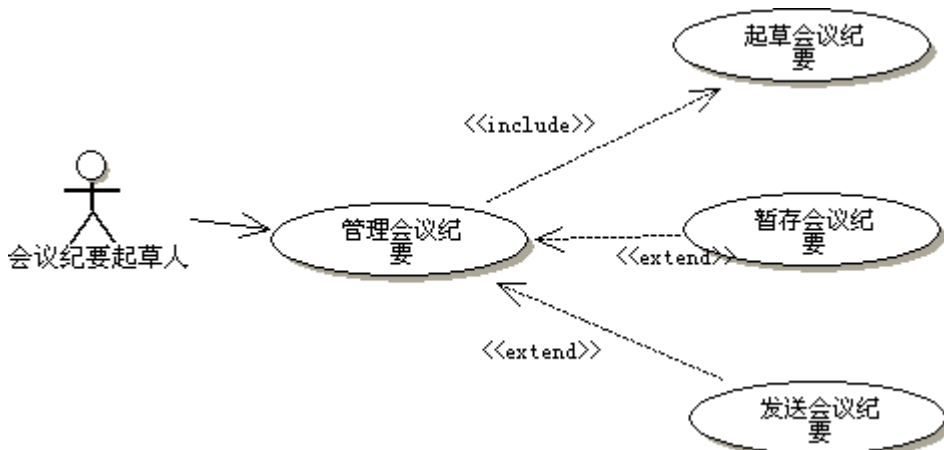 起草会议纪
要
<<include>>
会议纪要起草人
管理会议纪
要
暂存会议纪
要
<<extend>>
<<extend>>
发送会议纪
要